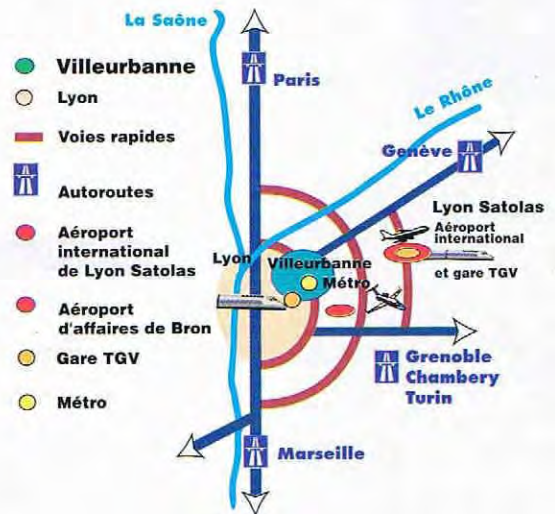 La Saône
Villeurbanne
Lyon
Voies rapides
Autoroutes
Aéroport
international
de Lyon Satolas
Aéroport
d'affaires de Bron
Gare TGV
Métro
Paris
Le Rhône
Genève
Lyon Satolas
Aéroport
international
et gare TGV
Lyon
Villeurbanne
Métro
Grenoble
Chambery
Turin
Marseille